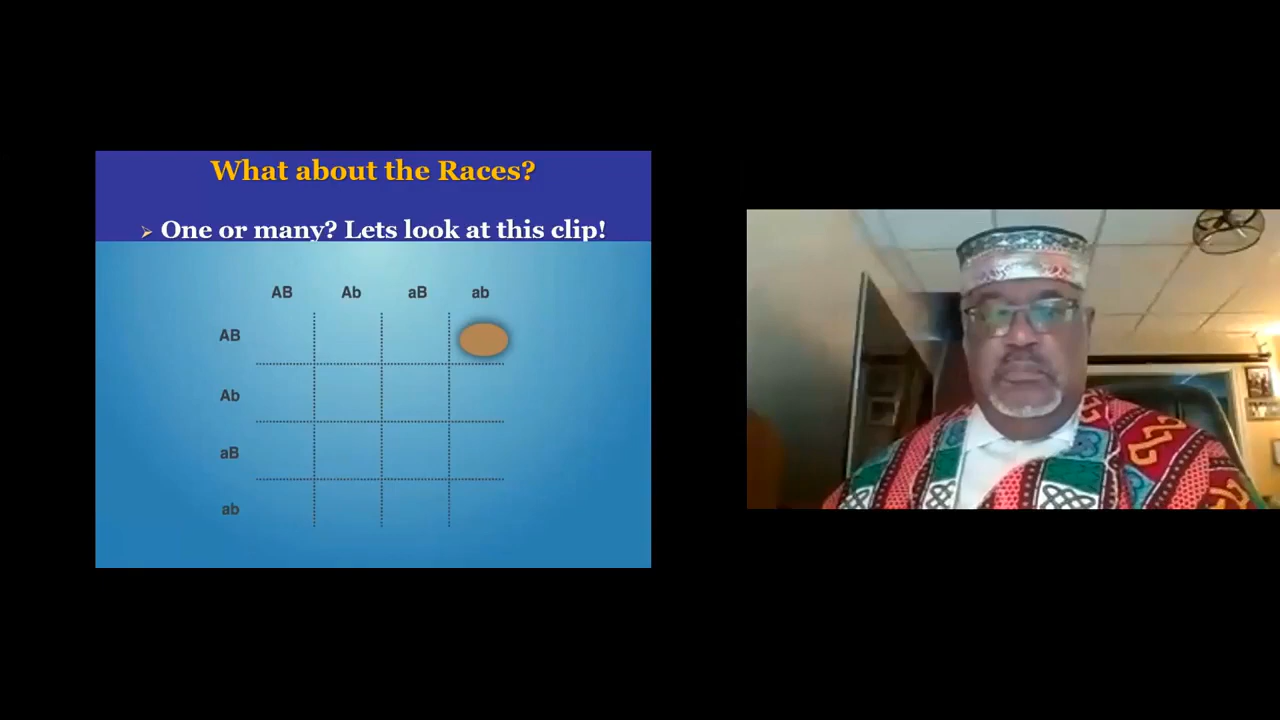 What about the Races?
➢ One or many? Lets look at this clip!
AB Ab aB ab
AB
Ab
aB
ab